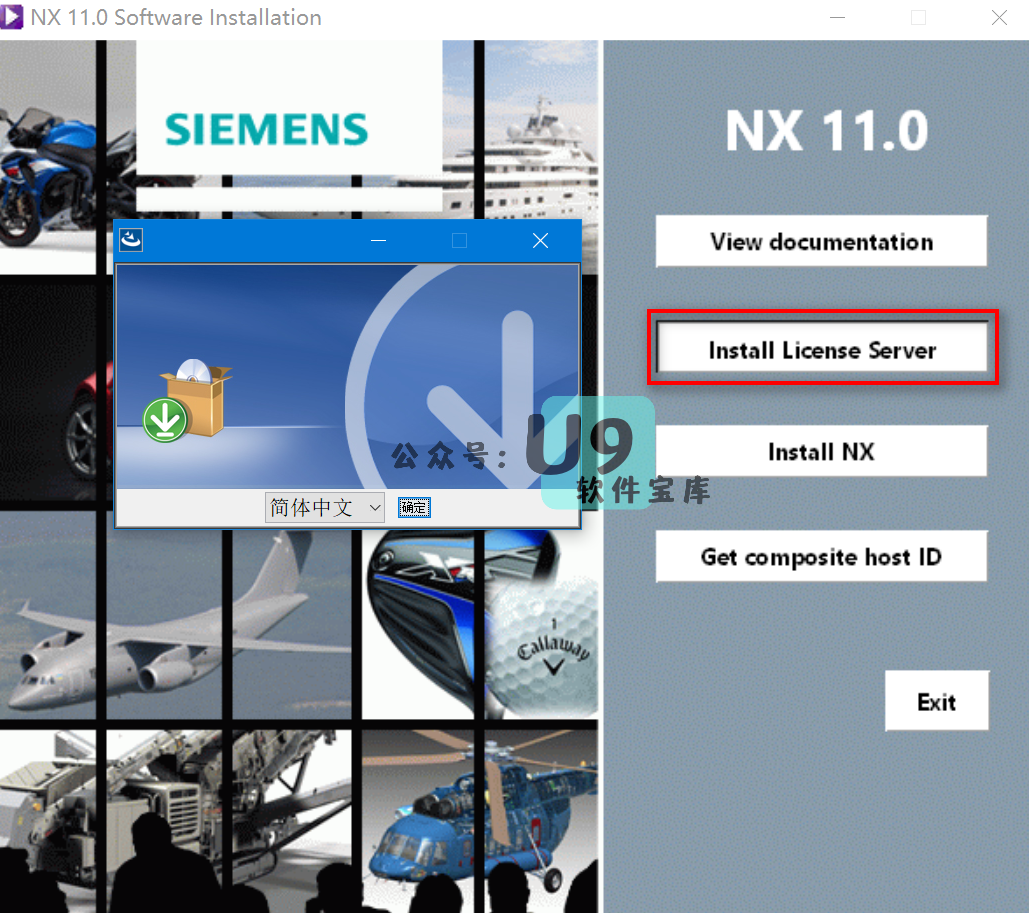 NX 11.0 Software Installation
SIEMENS
NX 11.0
View documentation
Install License Server
Install NX
Get composite host ID
Exit
简体中文
确定
公众号：U9
软件宝库
1
Callaway